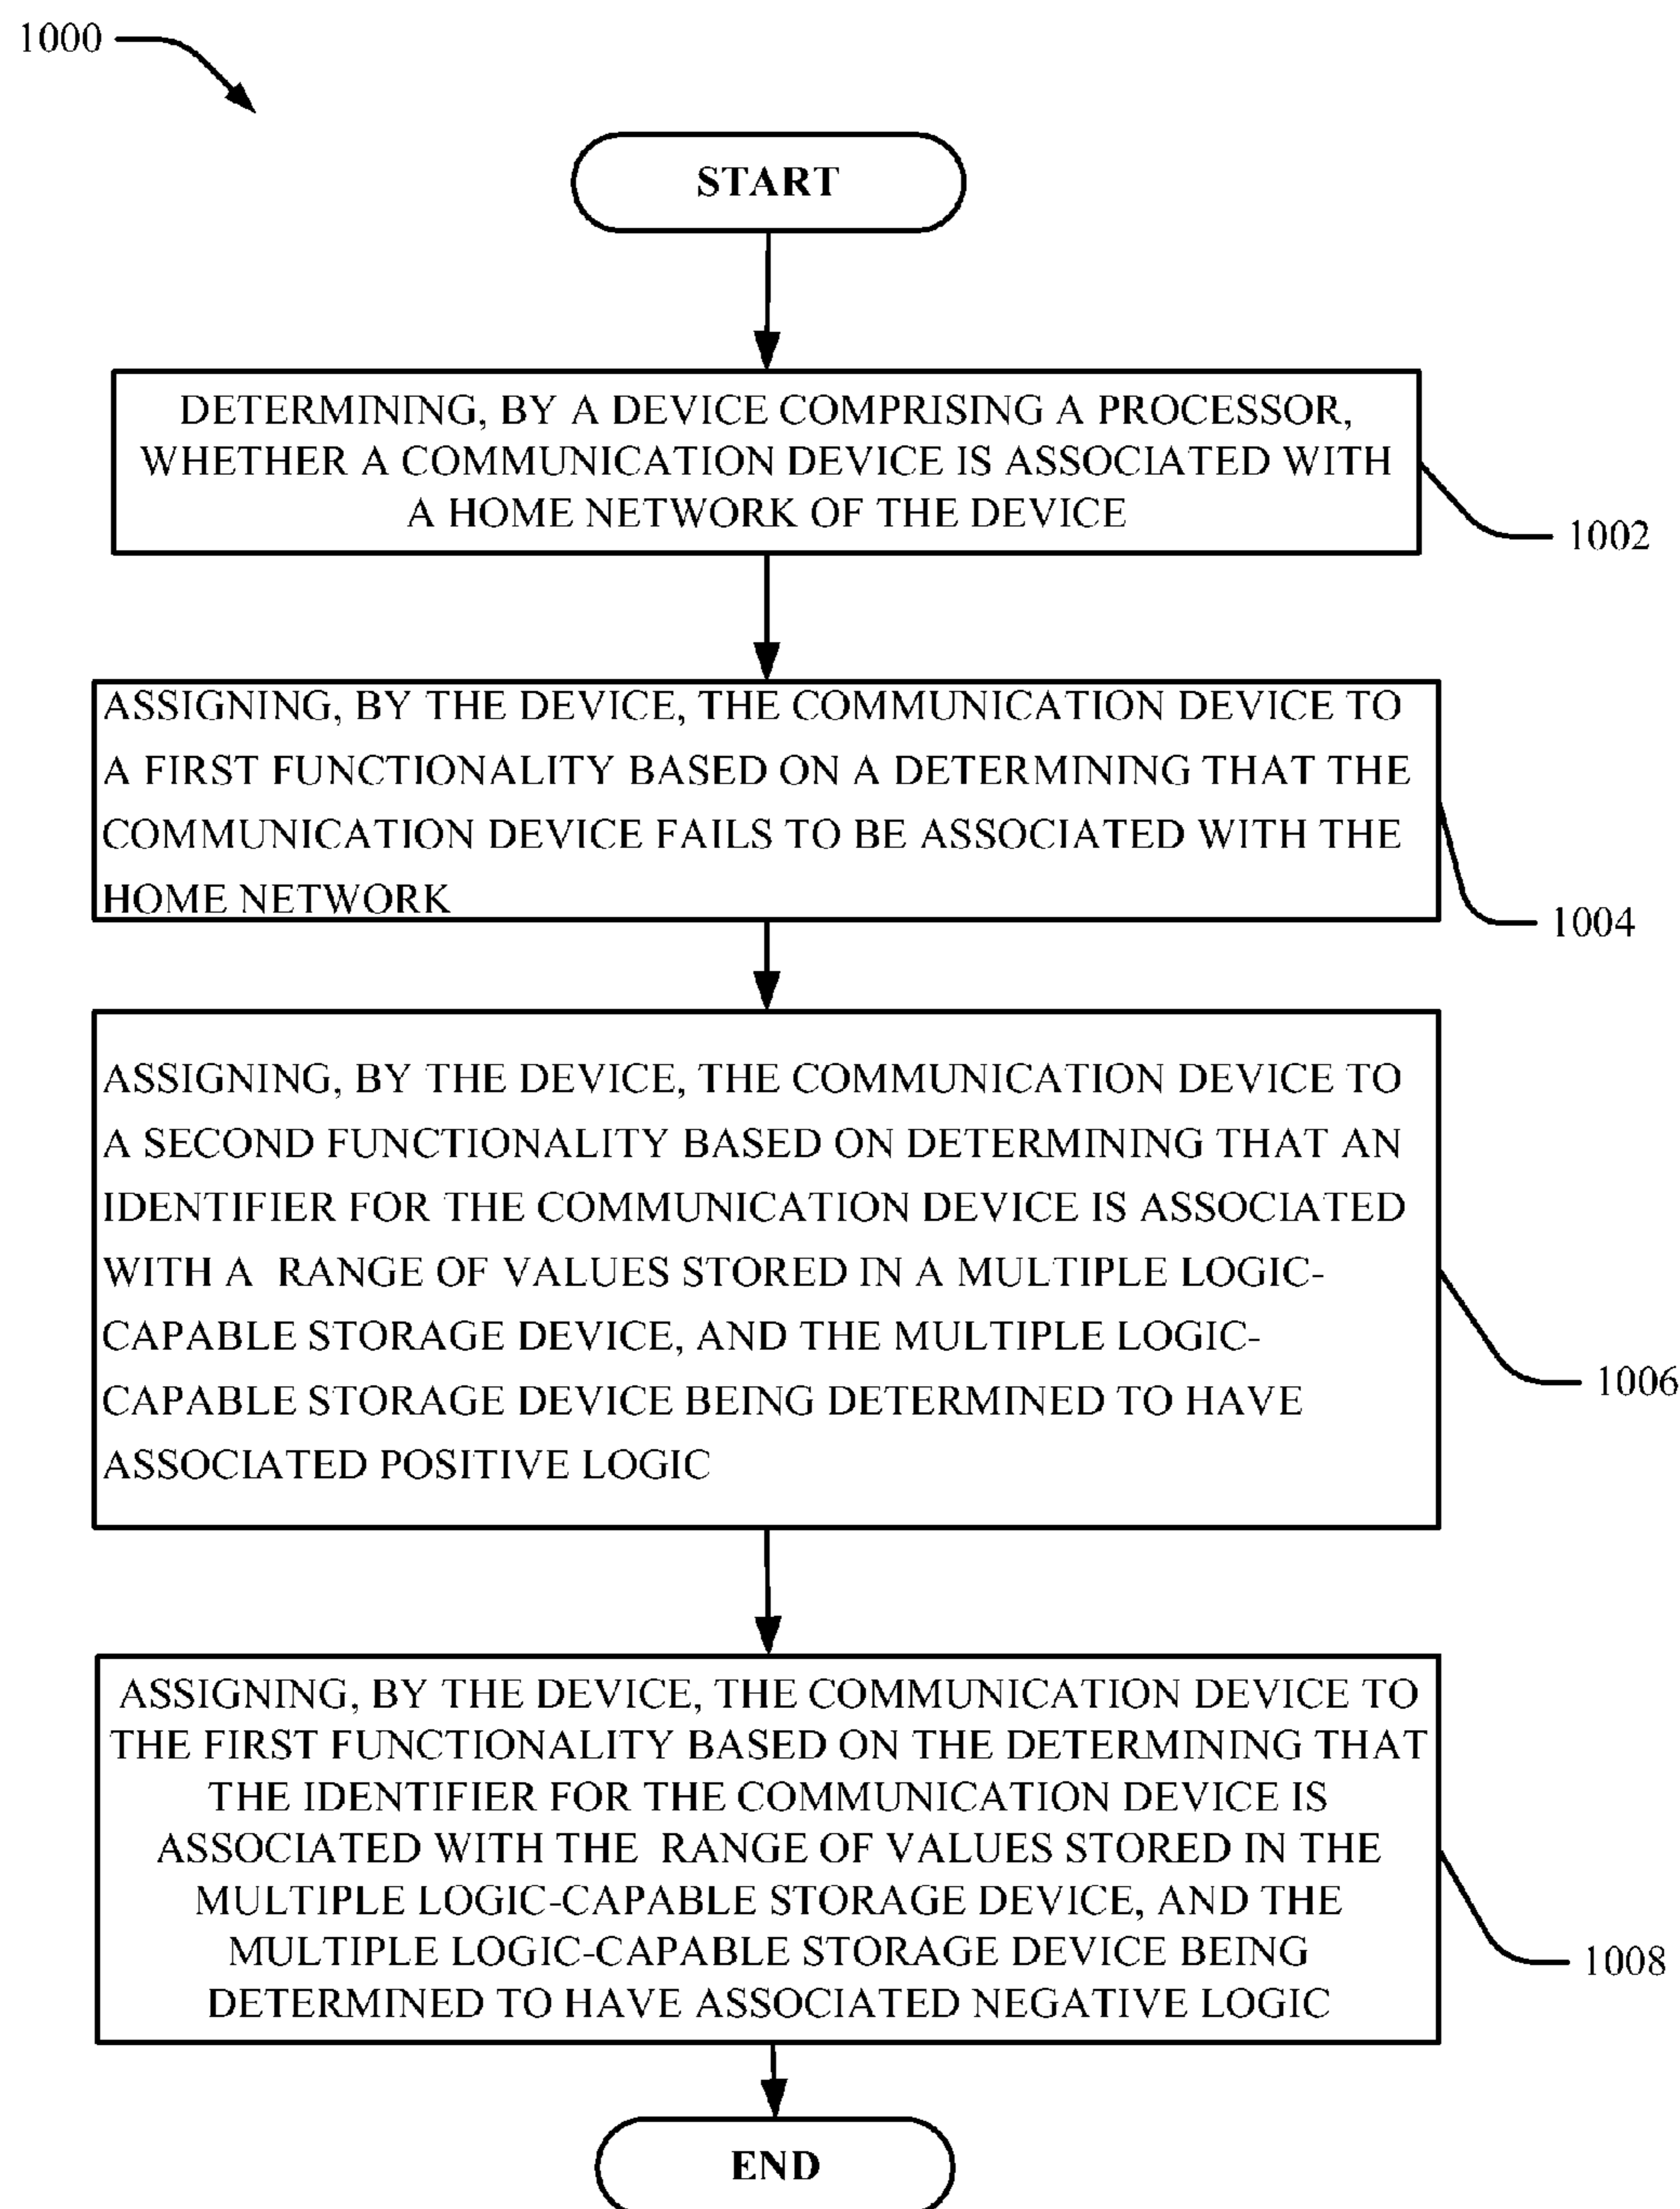 1000
START
DETERMINING, BY A DEVICE COMPRISING A PROCESSOR,
WHETHER A COMMUNICATION DEVICE IS ASSOCIATED WITH
A HOME NETWORK OF THE DEVICE
1002
ASSIGNING, BY THE DEVICE, THE COMMUNICATION DEVICE TO
A FIRST FUNCTIONALITY BASED ON A DETERMINING THAT THE
COMMUNICATION DEVICE FAILS TO BE ASSOCIATED WITH THE
HOME NETWORK
1004
ASSIGNING, BY THE DEVICE, THE COMMUNICATION DEVICE TO
A SECOND FUNCTIONALITY BASED ON DETERMINING THAT AN
IDENTIFIER FOR THE COMMUNICATION DEVICE IS ASSOCIATED
WITH A RANGE OF VALUES STORED IN A MULTIPLE LOGIC-
CAPABLE STORAGE DEVICE, AND THE MULTIPLE LOGIC-
CAPABLE STORAGE DEVICE BEING DETERMINED TO HAVE
ASSOCIATED POSITIVE LOGIC
1006
ASSIGNING, BY THE DEVICE, THE COMMUNICATION DEVICE TO
THE FIRST FUNCTIONALITY BASED ON THE DETERMINING THAT
THE IDENTIFIER FOR THE COMMUNICATION DEVICE IS
ASSOCIATED WITH THE RANGE OF VALUES STORED IN THE
MULTIPLE LOGIC-CAPABLE STORAGE DEVICE, AND THE
MULTIPLE LOGIC-CAPABLE STORAGE DEVICE BEING
DETERMINED TO HAVE ASSOCIATED NEGATIVE LOGIC
1008
END